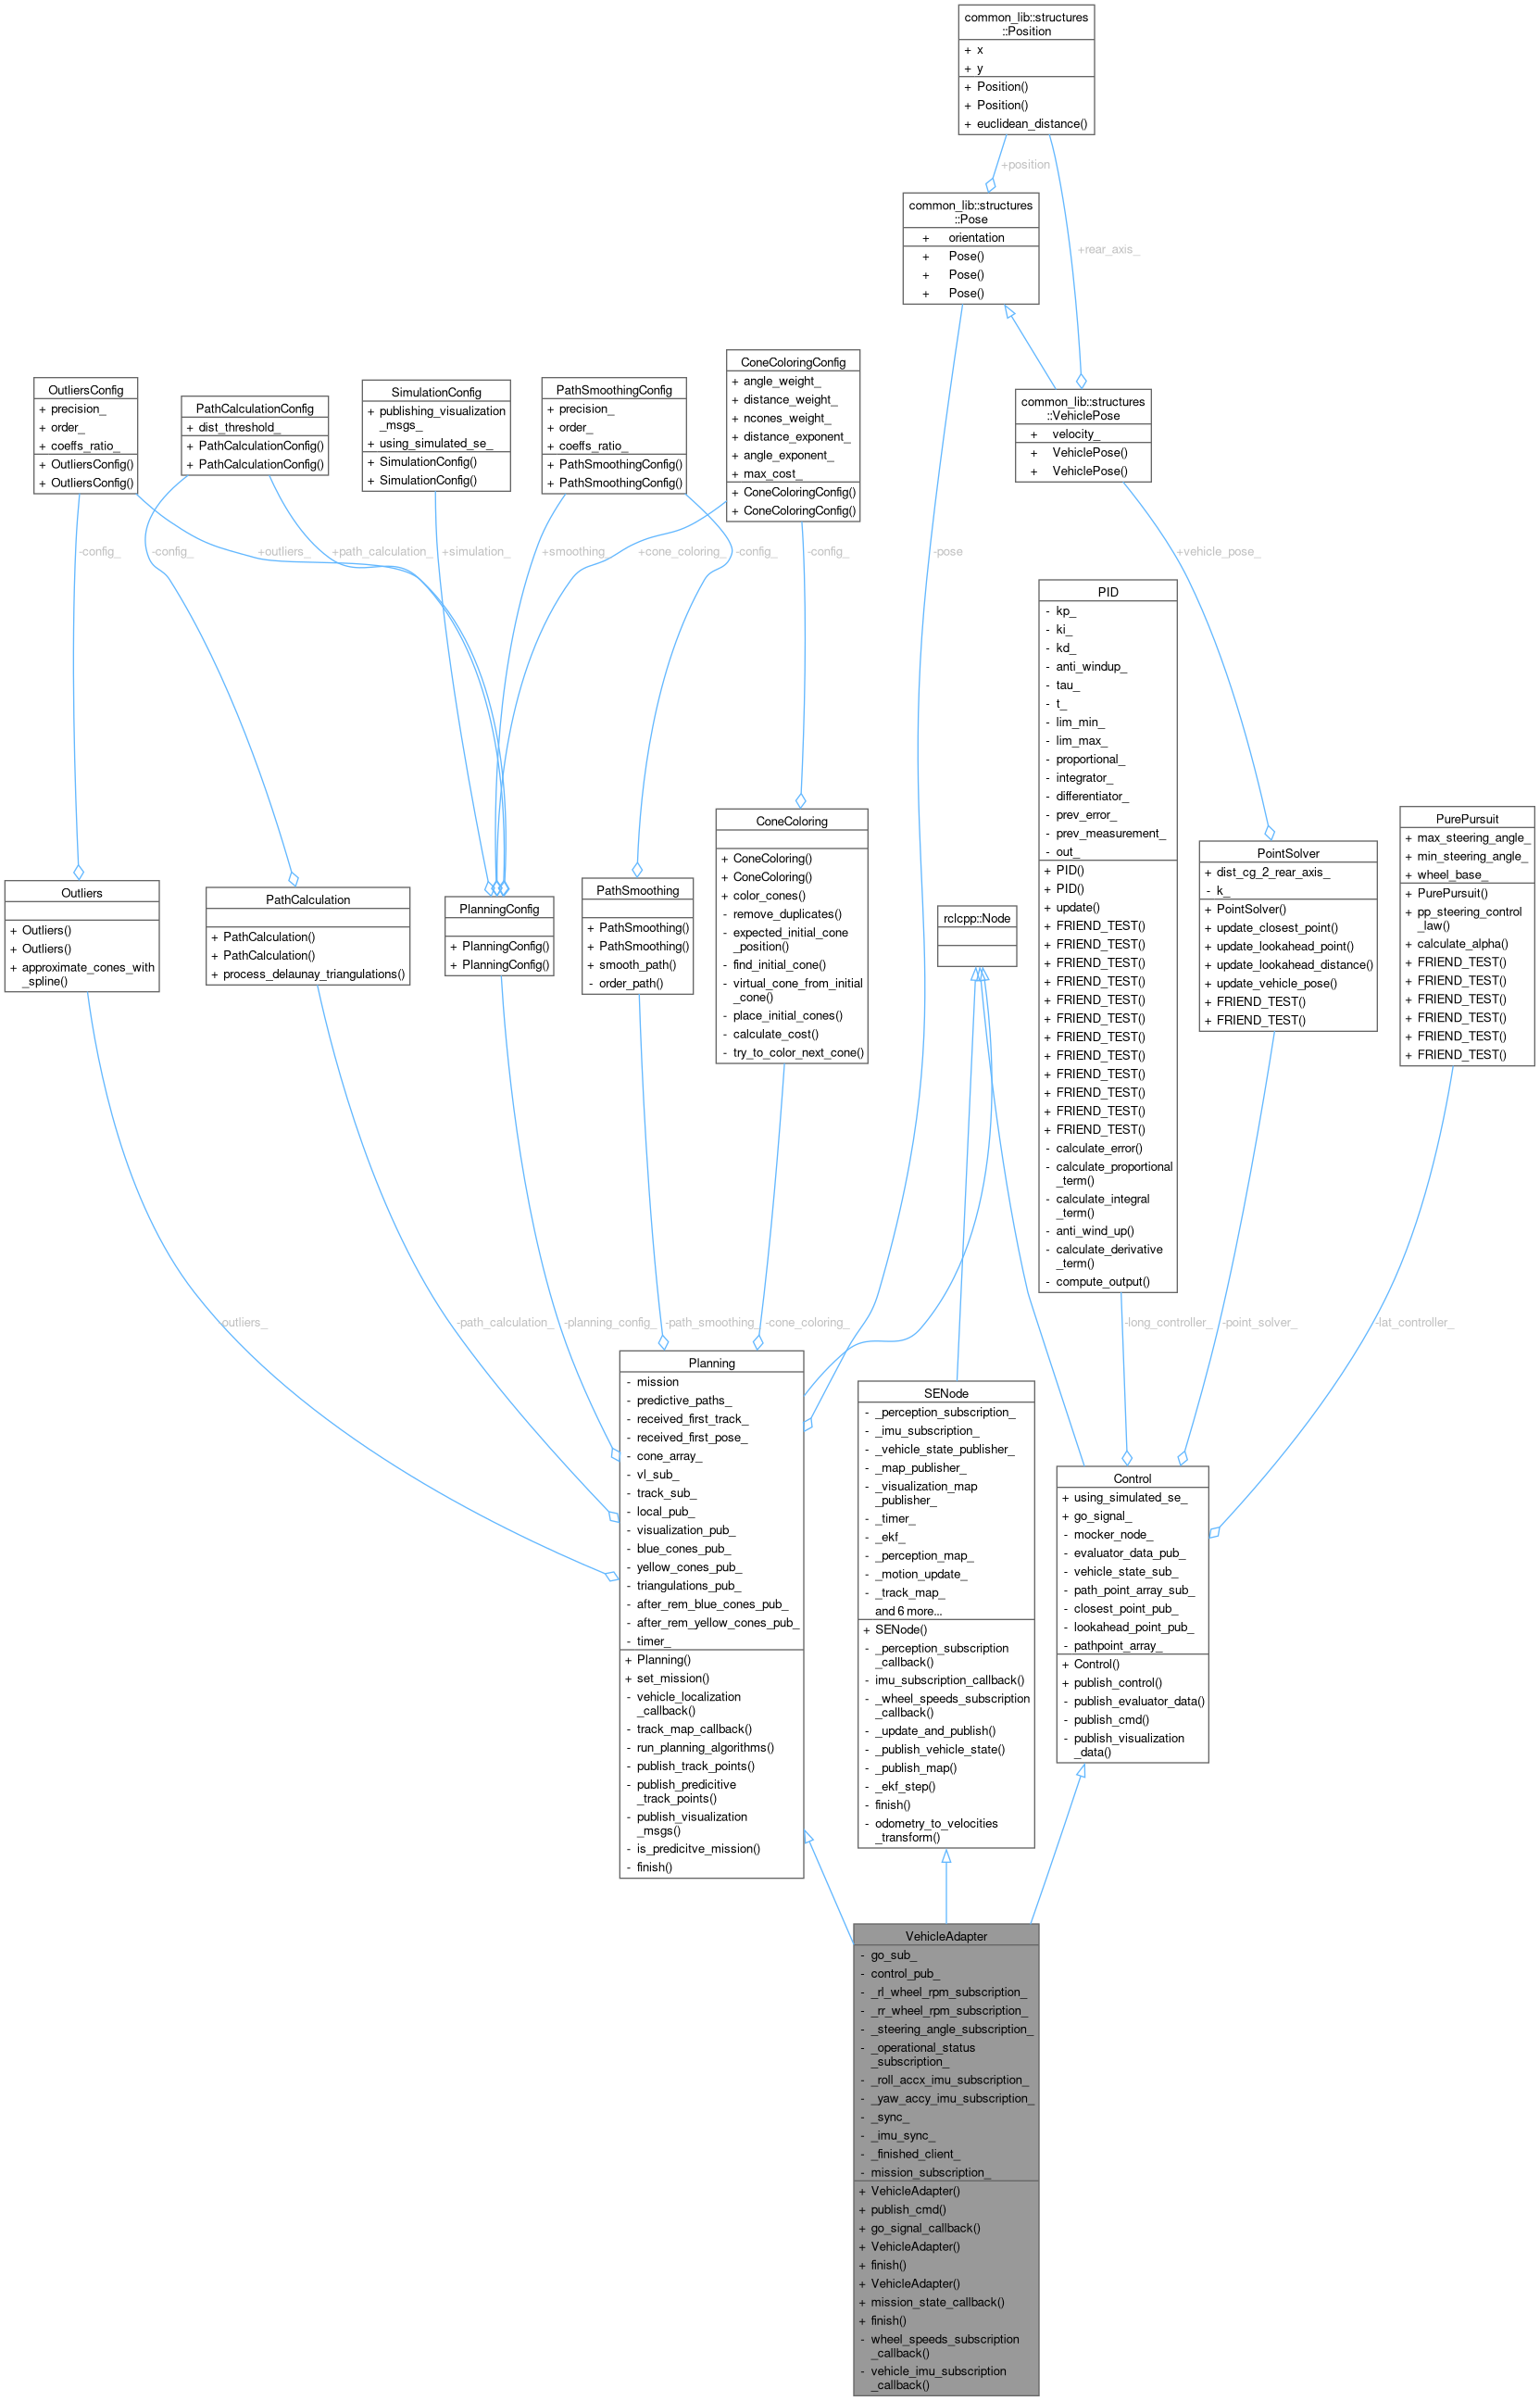 common_lib::structures
::Position
+ x
+ y
+ Position()
+ Position()
+ euclidean_distance()
+position
common_lib::structures
::Pose
+ orientation
+ Pose()
+ Pose()
+ Pose()
+rear_axis_
common_lib::structures
::VehiclePose
+ velocity_
+ VehiclePose()
+ VehiclePose()
OutliersConfig
+ precision_
+ order_
+ coeffs_ratio_
+ OutliersConfig()
+ OutliersConfig()
PathCalculationConfig
+ dist_threshold_
+ PathCalculationConfig()
+ PathCalculationConfig()
SimulationConfig
+ publishing_visualization
_msgs_
+ using_simulated_se_
+ SimulationConfig()
+ SimulationConfig()
PathSmoothingConfig
+ precision_
+ order_
+ coeffs_ratio_
+ PathSmoothingConfig()
+ PathSmoothingConfig()
ConeColoringConfig
+ angle_weight_
+ distance_weight_
+ ncones_weight_
+ distance_exponent_
+ angle_exponent_
+ max_cost_
+ ConeColoringConfig()
+ ConeColoringConfig()
-config_
-config_
+outliers_
+path_calculation_
+simulation_
+smoothing_
+cone_coloring_
-config_
-config_
-pose
+vehicle_pose_
PID
- kp_
- ki_
- kd_
- anti_windup_
- tau_
- t_
- lim_min_
- lim_max_
- proportional_
- integrator_
- differentiator_
- prev_error_
- prev_measurement_
- out_
+ PID()
+ PID()
+ update()
+ FRIEND_TEST()
+ FRIEND_TEST()
+ FRIEND_TEST()
+ FRIEND_TEST()
+ FRIEND_TEST()
+ FRIEND_TEST()
+ FRIEND_TEST()
+ FRIEND_TEST()
+ FRIEND_TEST()
+ FRIEND_TEST()
+ FRIEND_TEST()
+ FRIEND_TEST()
- calculate_error()
- calculate_proportional
_term()
- calculate_integral
_term()
- anti_wind_up()
- calculate_derivative
_term()
- compute_output()
Outliers
+ Outliers()
+ Outliers()
+ approximate_cones_with
_spline()
PathCalculation
+ PathCalculation()
+ PathCalculation()
+ process_delaunay_triangulations()
PlanningConfig
+ PlanningConfig()
+ PlanningConfig()
PathSmoothing
+ PathSmoothing()
+ PathSmoothing()
+ smooth_path()
- order_path()
ConeColoring
+ ConeColoring()
+ ConeColoring()
+ color_cones()
- remove_duplicates()
- expected_initial_cone
_position()
- find_initial_cone()
- virtual_cone_from_initial
_cone()
- place_initial_cones()
- calculate_cost()
- try_to_color_next_cone()
rclcpp::Node
PointSolver
+ dist_cg_2_rear_axis_
- k_
+ PointSolver()
+ update_closest_point()
+ update_lookahead_point()
+ update_lookahead_distance()
+ update_vehicle_pose()
+ FRIEND_TEST()
+ FRIEND_TEST()
PurePursuit
+ max_steering_angle_
+ min_steering_angle_
+ wheel_base_
+ PurePursuit()
+ pp_steering_control
_law()
+ calculate_alpha()
+ FRIEND_TEST()
+ FRIEND_TEST()
+ FRIEND_TEST()
+ FRIEND_TEST()
+ FRIEND_TEST()
+ FRIEND_TEST()
-outliers_
-path_calculation_
-planning_config_
-path_smoothing_
-cone_coloring_
-long_controller_
-point_solver_
-lat_controller_
Planning
- mission
- predictive_paths_
- received_first_track_
- received_first_pose_
- cone_array_
- vl_sub_
- track_sub_
- local_pub_
- visualization_pub_
- blue_cones_pub_
- yellow_cones_pub_
- triangulations_pub_
- after_rem_blue_cones_pub_
- after_rem_yellow_cones_pub_
- timer_
+ Planning()
+ set_mission()
- vehicle_localization
_callback()
- track_map_callback()
- run_planning_algorithms()
- publish_track_points()
- publish_predicitive
_track_points()
- publish_visualization
_msgs()
- is_predicitve_mission()
- finish()
SENode
- _perception_subscription_
- _imu_subscription_
- _vehicle_state_publisher_
- _map_publisher_
- _visualization_map
_publisher_
- _timer_
- _ekf_
- _perception_map_
- _motion_update_
- _track_map_
and 6 more...
+ SENode()
- _perception_subscription
_callback()
- imu_subscription_callback()
- _wheel_speeds_subscription
_callback()
- _update_and_publish()
- _publish_vehicle_state()
- _publish_map()
- _ekf_step()
- finish()
- odometry_to_velocities
_transform()
Control
+ using_simulated_se_
+ go_signal_
- mocker_node_
- evaluator_data_pub_
- vehicle_state_sub_
- path_point_array_sub_
- closest_point_pub_
- lookahead_point_pub_
- pathpoint_array_
+ Control()
+ publish_control()
- publish_evaluator_data()
- publish_cmd()
- publish_visualization
_data()
VehicleAdapter
- go_sub_
- control_pub_
- _rl_wheel_rpm_subscription_
- _rr_wheel_rpm_subscription_
- _steering_angle_subscription_
- _operational_status
_subscription_
- _roll_accx_imu_subscription_
- _yaw_accy_imu_subscription_
- _sync_
- _imu_sync_
- _finished_client_
- mission_subscription_
+ VehicleAdapter()
+ publish_cmd()
+ go_signal_callback()
+ VehicleAdapter()
+ finish()
+ VehicleAdapter()
+ mission_state_callback()
+ finish()
- wheel_speeds_subscription
_callback()
- vehicle_imu_subscription
_callback()